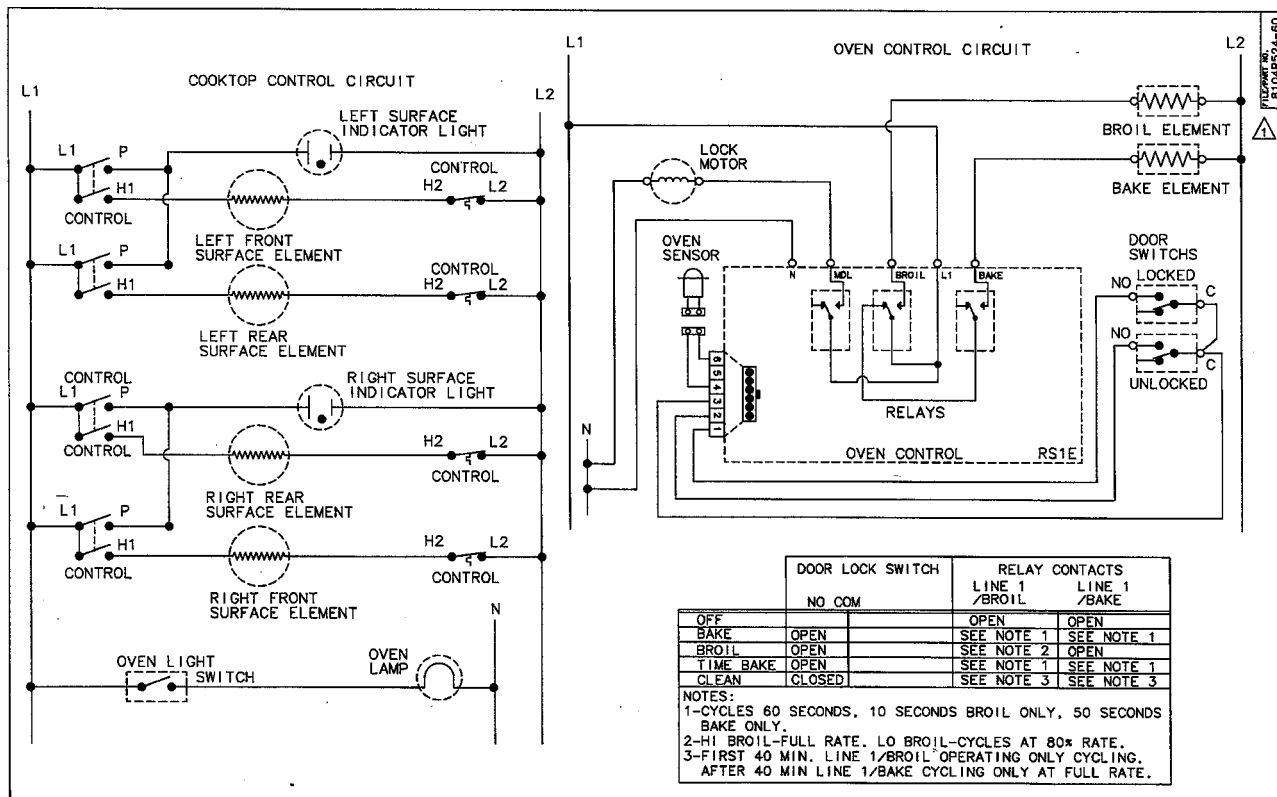 COOKTOP CONTROL CIRCUIT
L1
L2
LEFT SURFACE
INDICATOR LIGHT
L1
P
H1
CONTROL
LEFT FRONT
SURFACE ELEMENT
CONTROL
H2
L2
L1
P
H1
LEFT REAR
SURFACE ELEMENT
CONTROL
H2
L2
CONTROL
L1
P
H1
CONTROL
RIGHT SURFACE
INDICATOR LIGHT
RIGHT REAR
SURFACE ELEMENT
H2
L2
CONTROL
L1
P
H1
CONTROL
RIGHT FRONT
SURFACE ELEMENT
H2
L2
CONTROL
N
OVEN LIGHT
SWITCH
OVEN
LAMP
L1
OVEN CONTROL CIRCUIT
L2
FILE/PART NO.
8104P524-60
1
BROIL ELEMENT
BAKE ELEMENT
LOCK
MOTOR
OVEN
SENSOR
N
MDL
BROIL
L1
BAKE
DOOR
SWITCHS
LOCKED
NO
C
NO
C
UNLOCKED
6
5
4
3
2
1
RELAYS
OVEN CONTROL
RS1E
N
DOOR LOCK SWITCH
RELAY CONTACTS
NO COM
LINE 1
/BROIL
LINE 1
/BAKE
OFF OPEN OPEN
BAKE OPEN SEE NOTE 1 SEE NOTE 1
BROIL OPEN SEE NOTE 2 OPEN
TIME BAKE OPEN SEE NOTE 1 SEE NOTE 1
CLEAN CLOSED SEE NOTE 3 SEE NOTE 3
NOTES:
1-CYCLES 60 SECONDS, 10 SECONDS BROIL ONLY, 50 SECONDS
BAKE ONLY.
2-HI BROIL-FULL RATE. LO BROIL-CYCLES AT 80% RATE.
3-FIRST 40 MIN. LINE 1/BROIL OPERATING ONLY CYCLING.
AFTER 40 MIN LINE 1/BAKE CYCLING ONLY AT FULL RATE.